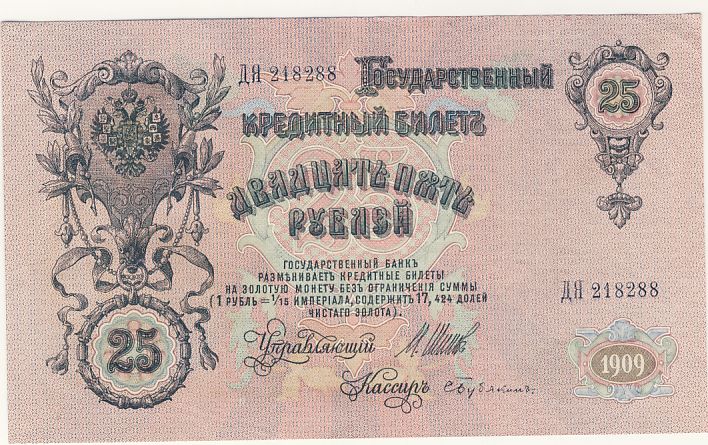 ДЯ 218288
Государственный
25
Кредитный Билетъ
Двадцать пять
рублей
ГОСУДАРСТВЕННЫЙ БАНКЪ
РАЗМѢНИВАЕТЪ КРЕДИТНЫЕ БИЛЕТЫ
НА ЗОЛОТУЮ МОНЕТУ БЕЗЪ ОГРАНИЧЕНІЯ СУММЫ
(1 РУБЛЬ = 1/15 ИМПЕРІАЛА, СОДЕРЖИТЪ 17,424 ДОЛЕЙ
ЧИСТАГО ЗОЛОТА).
ДЯ 218288
25
Управляющій
И. Шиповъ
Кассиръ
1909